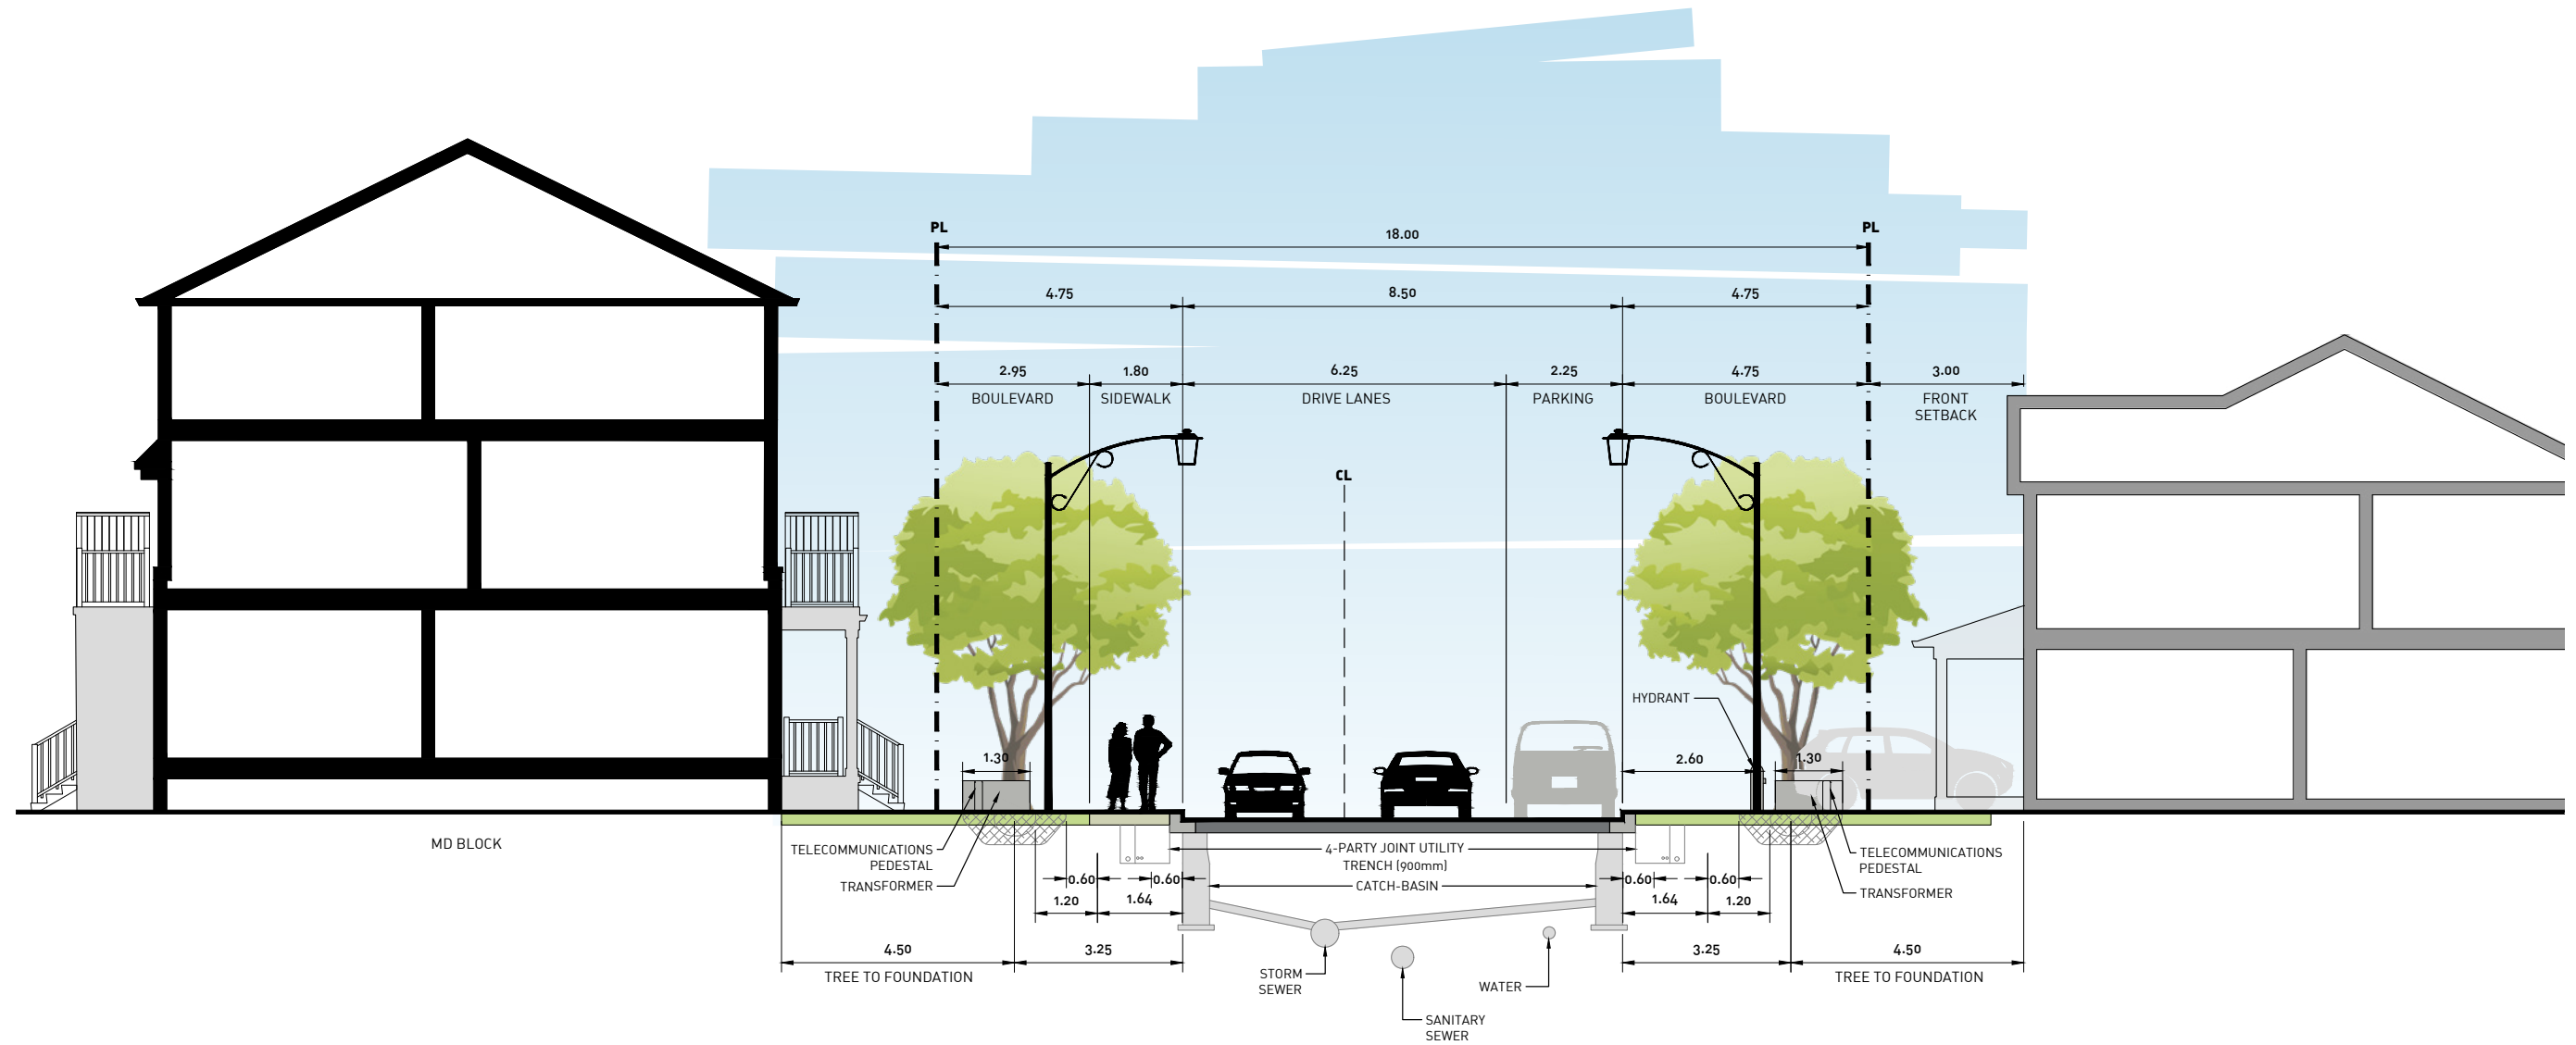 PL
PL
18.00
4.75
8.50
4.75
2.95
1.80
6.25
2.25
4.75
3.00
BOULEVARD
SIDEWALK
DRIVE LANES
PARKING
BOULEVARD
FRONT
SETBACK
CL
HYDRANT
1.30
2.60
1.30
MD BLOCK
TELECOMMUNICATIONS
PEDESTAL
TRANSFORMER
4-PARTY JOINT UTILITY
TRENCH (900mm)
CATCH-BASIN
TELECOMMUNICATIONS
PEDESTAL
TRANSFORMER
0.60
0.60
0.60
0.60
1.20
1.64
1.64
1.20
4.50
3.25
3.25
4.50
TREE TO FOUNDATION
TREE TO FOUNDATION
STORM
SEWER
WATER
SANITARY
SEWER